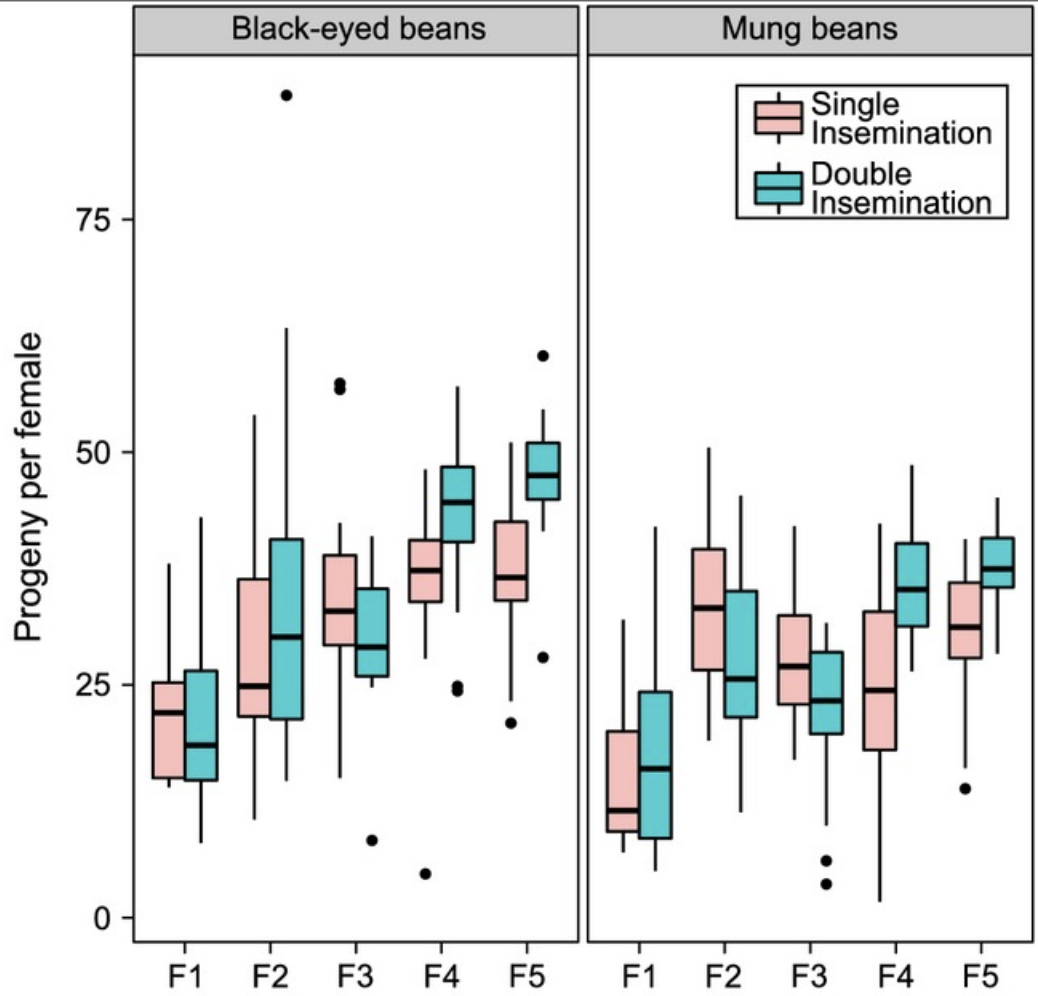 Black-eyed beans
Mung beans
Single
Insemination
Double
Insemination
Progeny per female
75
50
25
0
F1 F2 F3 F4 F5
F1 F2 F3 F4 F5